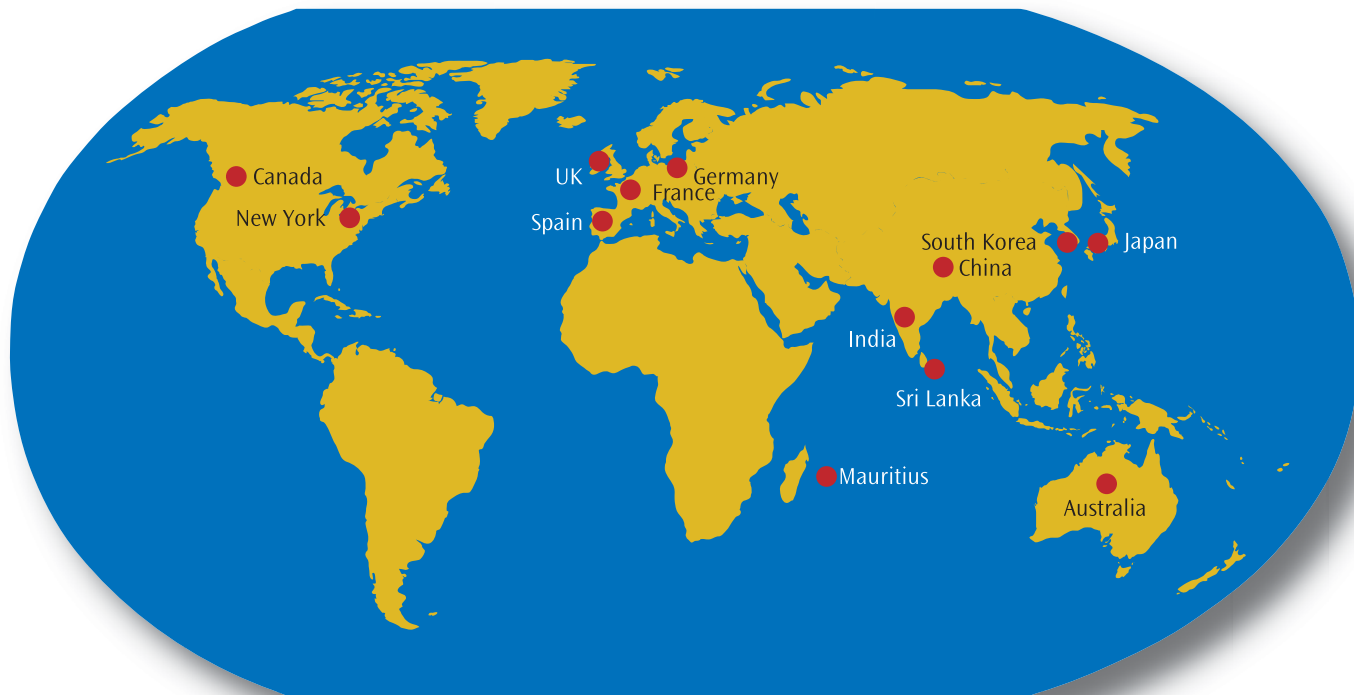 Canada
UK
Germany
France
New York
Spain
South Korea
Japan
China
India
Sri Lanka
Mauritius
Australia